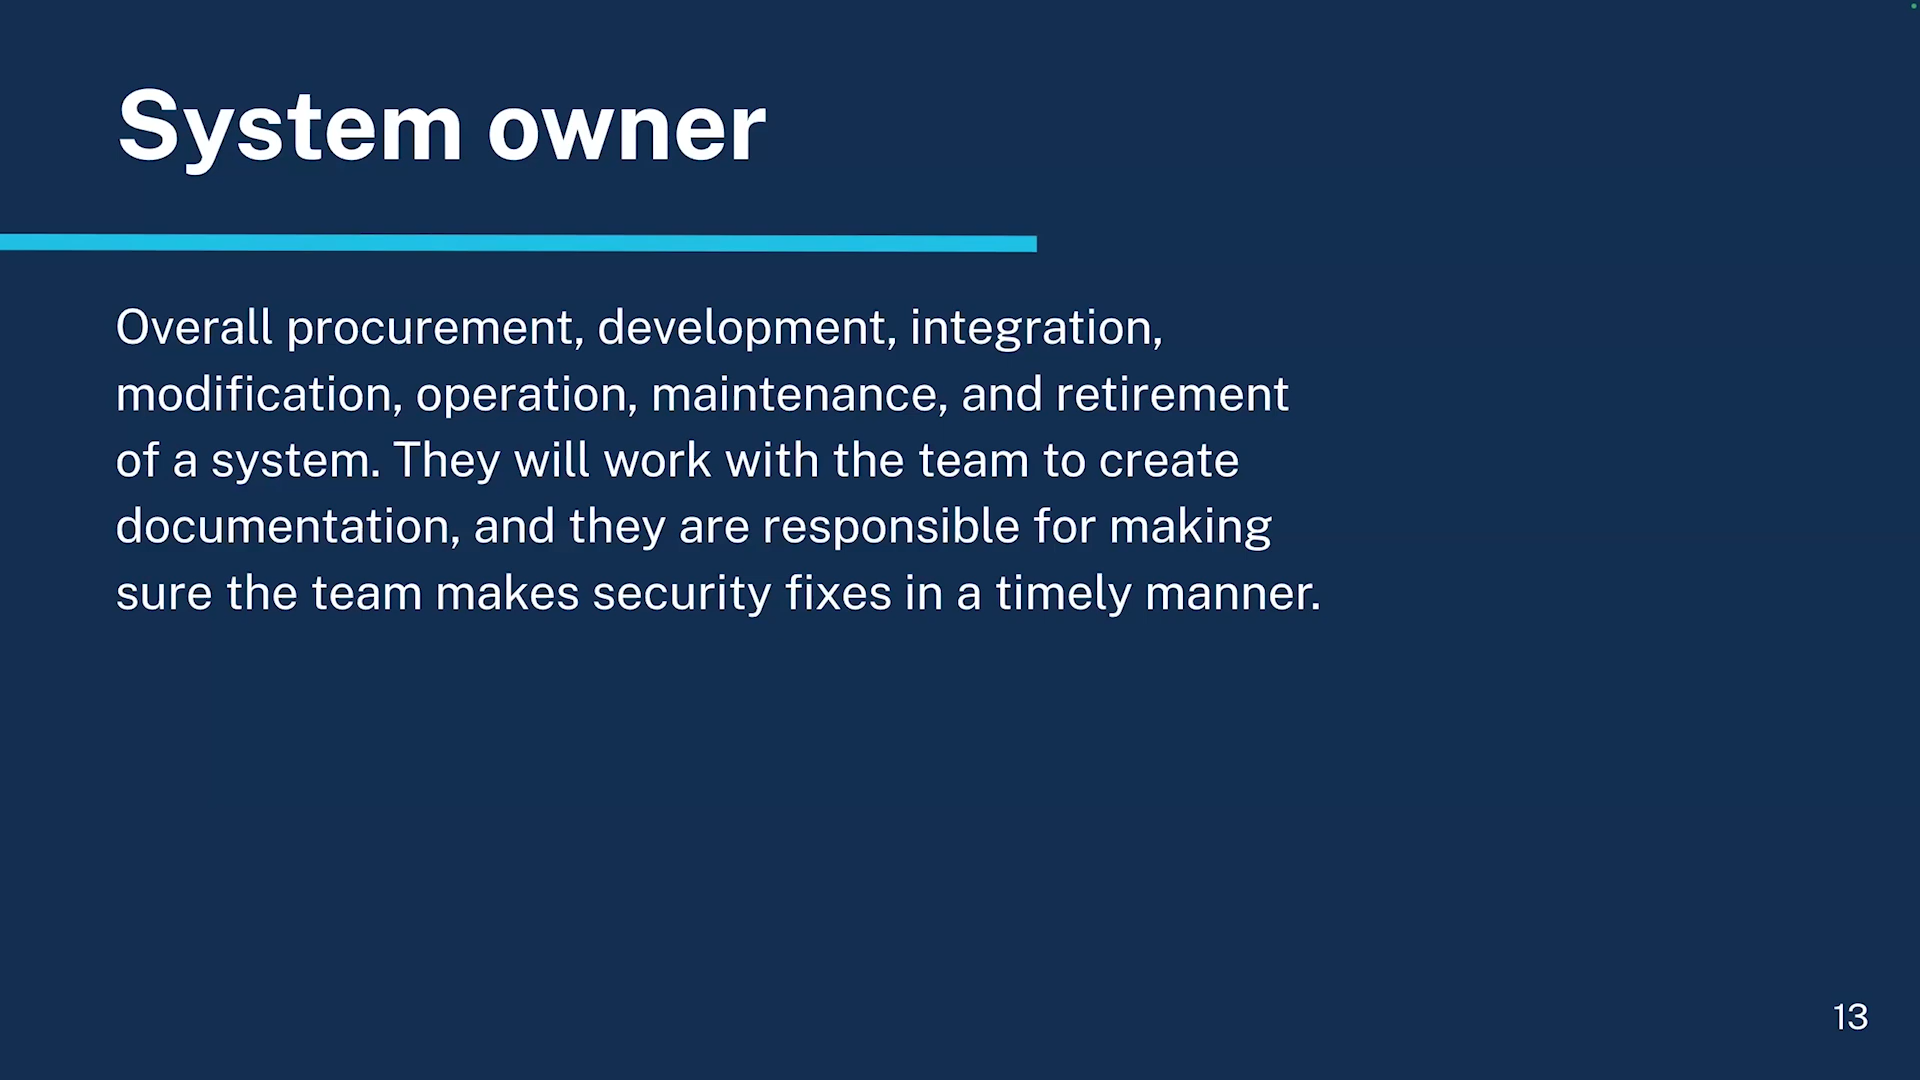 System owner
Overall procurement, development, integration,
modification, operation, maintenance, and retirement
of a system. They will work with the team to create
documentation, and they are responsible for making
sure the team makes security fixes in a timely manner.
13